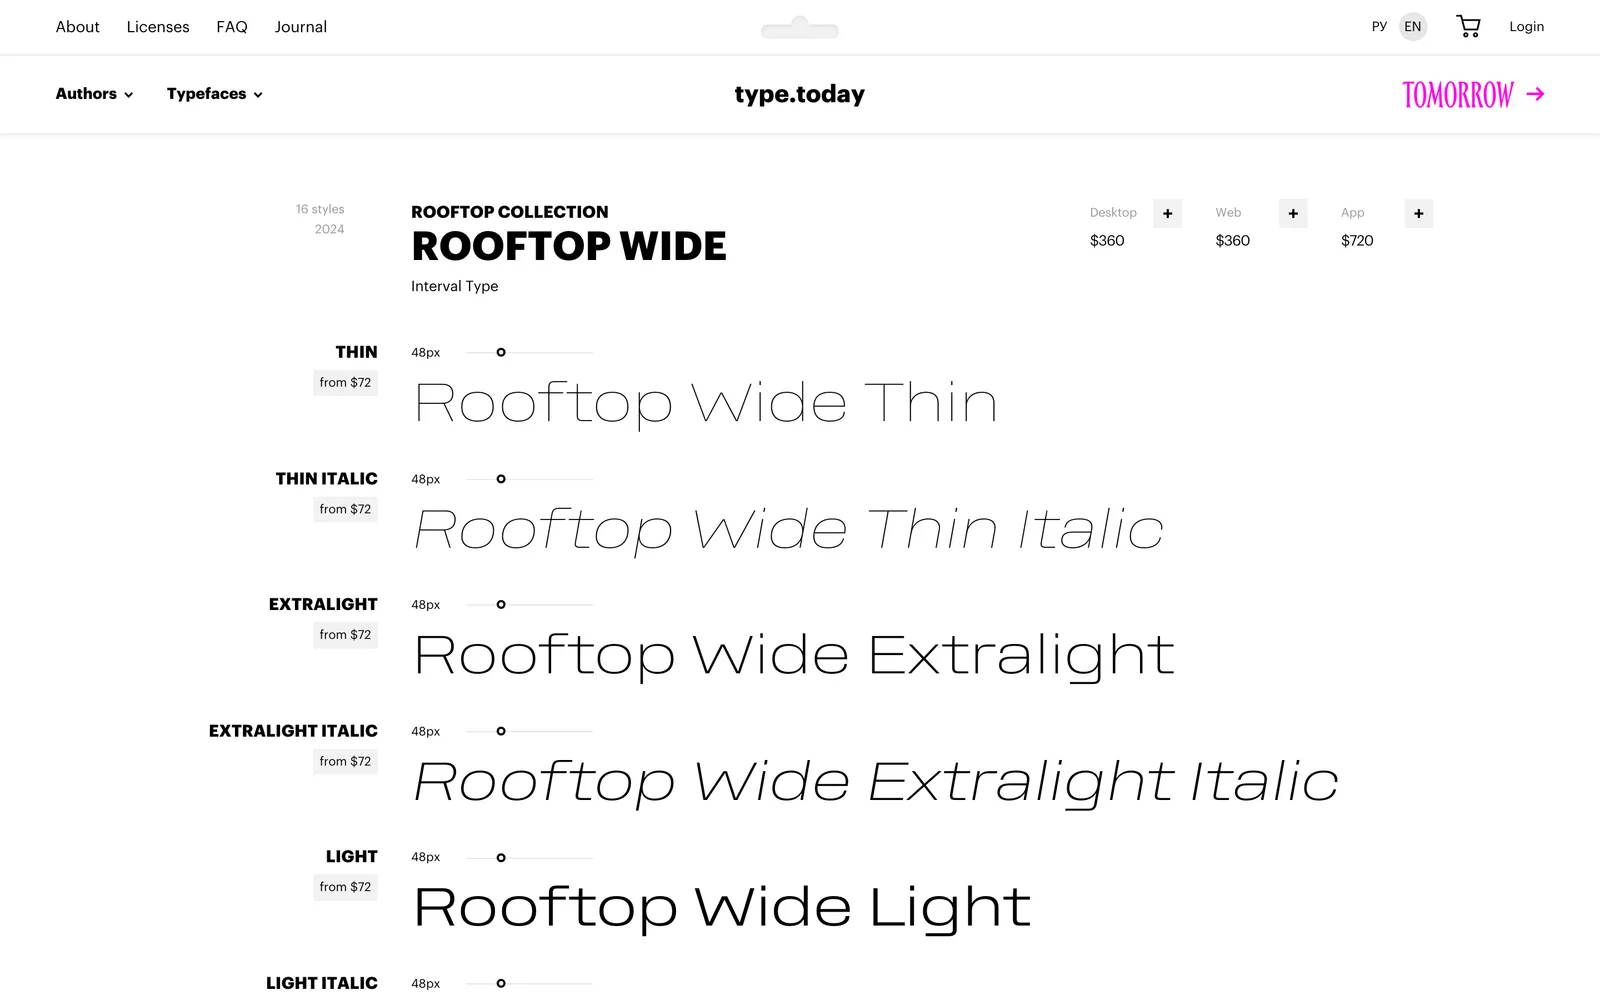 About Licenses FAQ Journal
РУ EN Login
Authors Typefaces
type.today
TOMORROW →
16 styles
2024
ROOFTOP COLLECTION
ROOFTOP WIDE
Interval Type
Desktop + Web + App +
$360 $360 $720
THIN 48px
from $72
Rooftop Wide Thin
THIN ITALIC 48px
from $72
Rooftop Wide Thin Italic
EXTRALIGHT 48px
from $72
Rooftop Wide Extralight
EXTRALIGHT ITALIC 48px
from $72
Rooftop Wide Extralight Italic
LIGHT 48px
from $72
Rooftop Wide Light
LIGHT ITALIC 48px